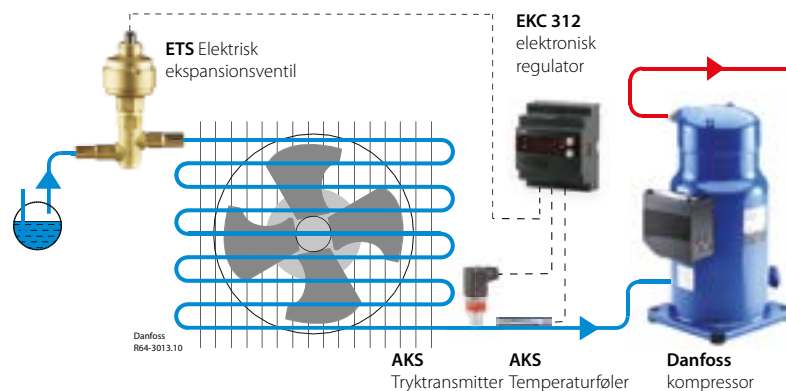 ETS Elektrisk
ekspansionsventil
EKC 312
elektronisk
regulator
Danfoss
R64-3013.10
AKS
Tryktransmitter
AKS
Temperaturføler
Danfoss
kompressor